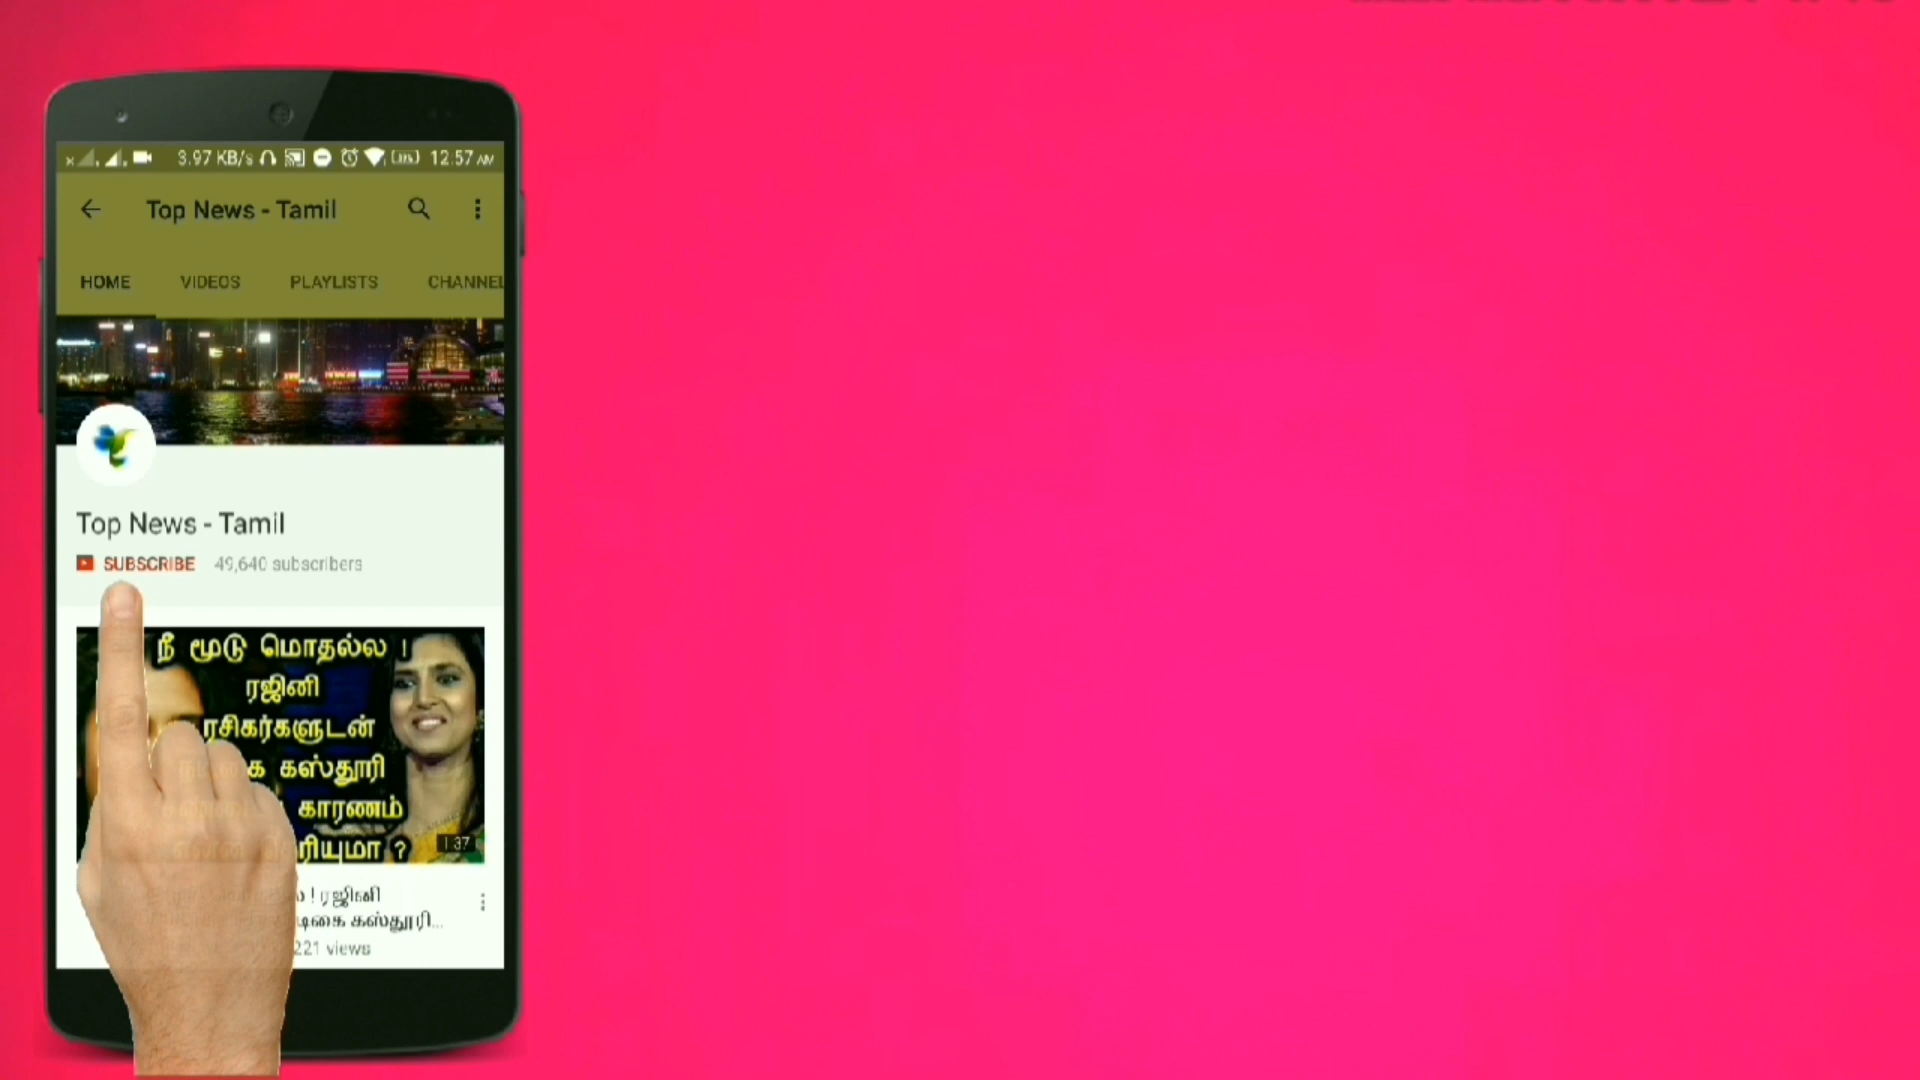 3.97 KB/s 12.57 AM
Top News - Tamil
HOME VIDEOS PLAYLISTS CHANNEL
Top News - Tamil
SUBSCRIBE 49,640 subscribers
நீ மூடு மொதல்ல !
ரஜினி
ரசிகர்களுடன்
கஸ்தூரி
காரணம்
?
1:37
! ரஜினி
கஸ்தூரி...
221 views